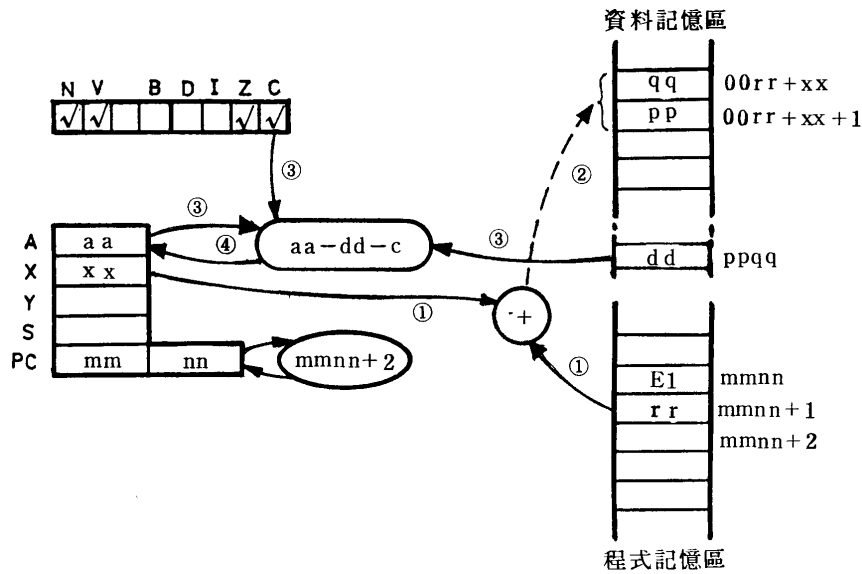 資料記憶區
N V B D I Z C
√ √ √ √
qq 00rr+xx
pp 00rr+xx+1
②
③
③
④
aa-dd-c
③
A aa
X xx
Y
S
PC mm nn
dd ppqq
①
+
mmnn+2
①
E1 mmnn
rr mmnn+1
mmnn+2
程式記憶區